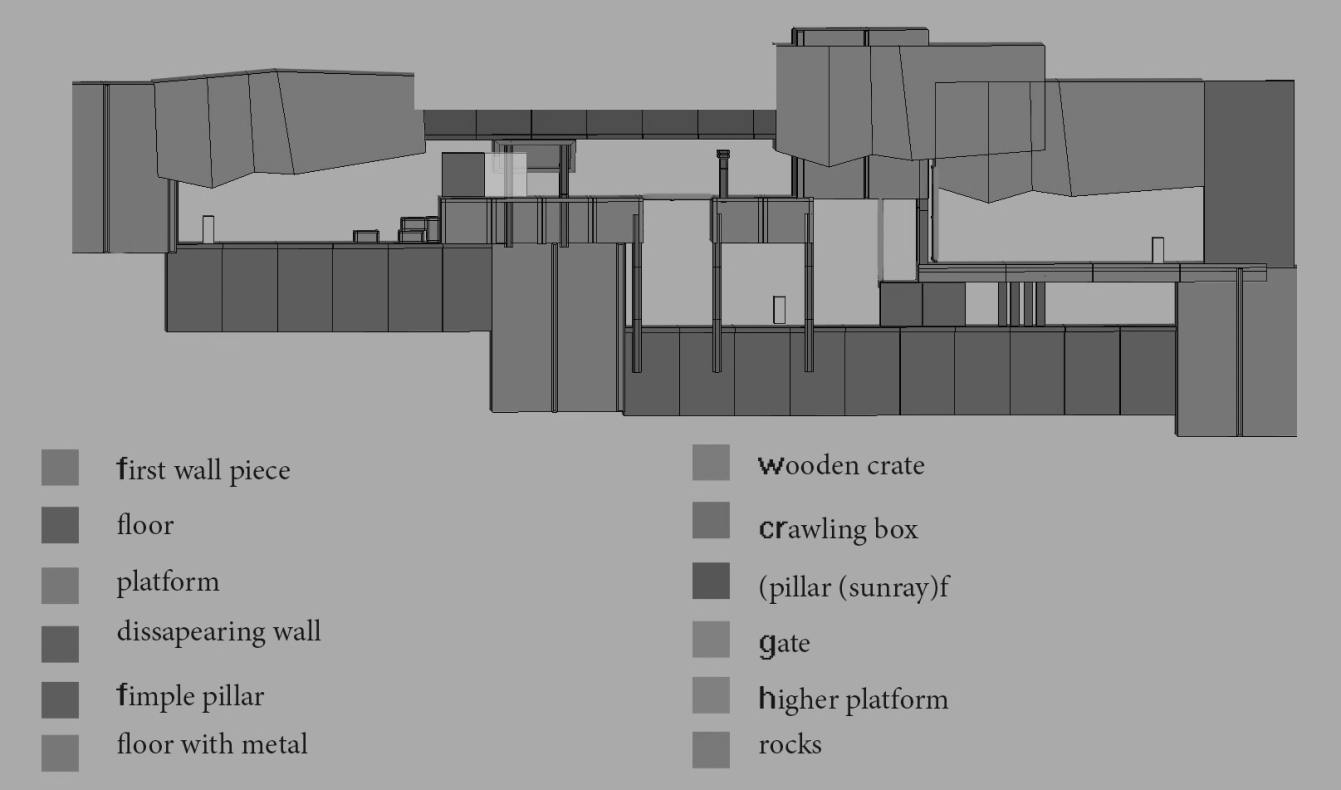 first wall piece
floor
platform
dissapearing wall
fimple pillar
floor with metal
wooden crate
crawling box
(pillar (sunray)f
gate
higher platform
rocks